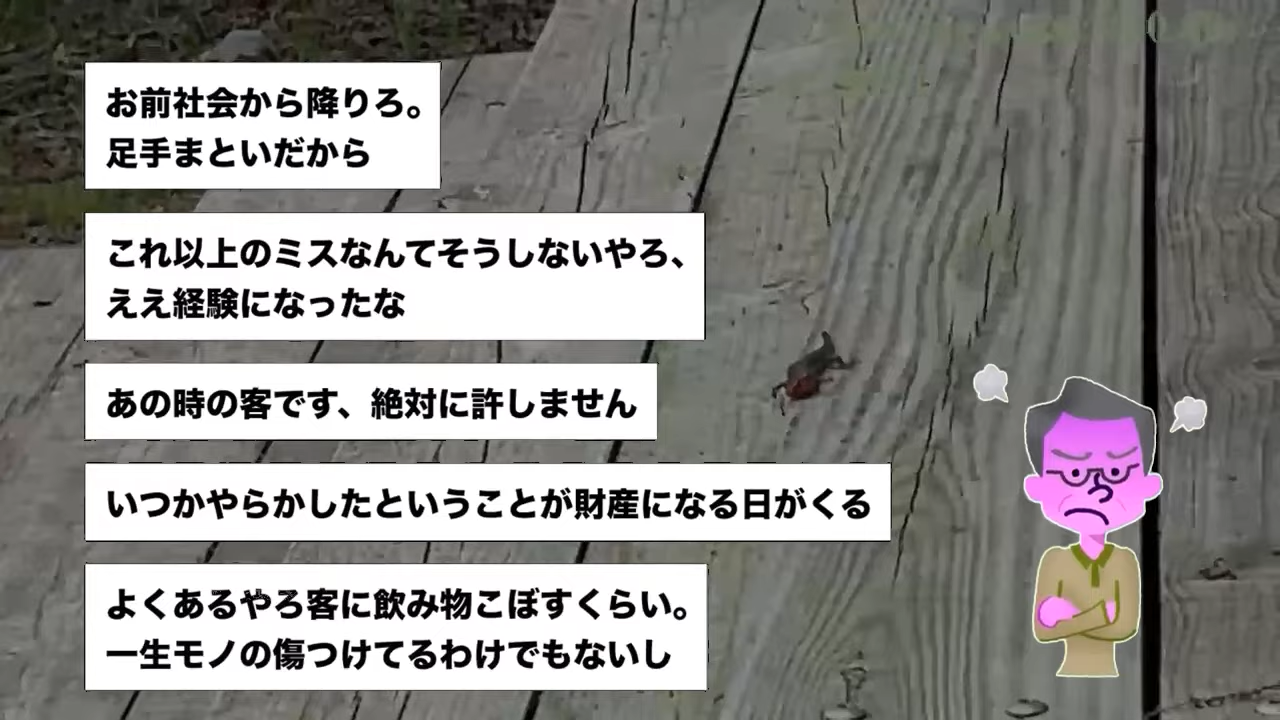 お前社会から降りろ。
足手まといだから
これ以上のミスなんてそうしないやろ、
ええ経験になったな
あの時の客です、絶対に許しません
いつかやらかしたということが財産になる日がくる
よくあるやろ客に飲み物こぼすくらい。
一生モノの傷つけてるわけでもないし